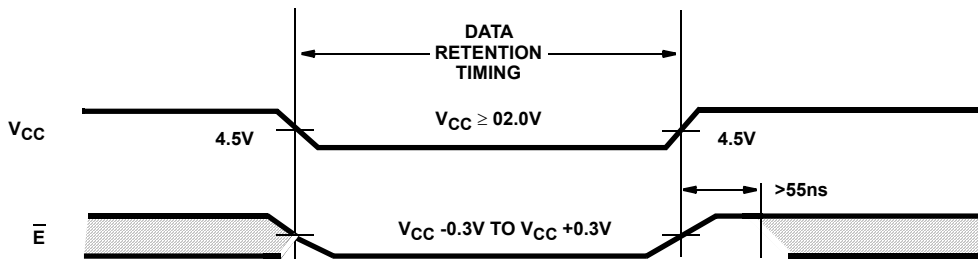 DATA
RETENTION
TIMING
VCC
4.5V
VCC ≥ 02.0V
4.5V
>55ns
E
VCC -0.3V TO VCC +0.3V